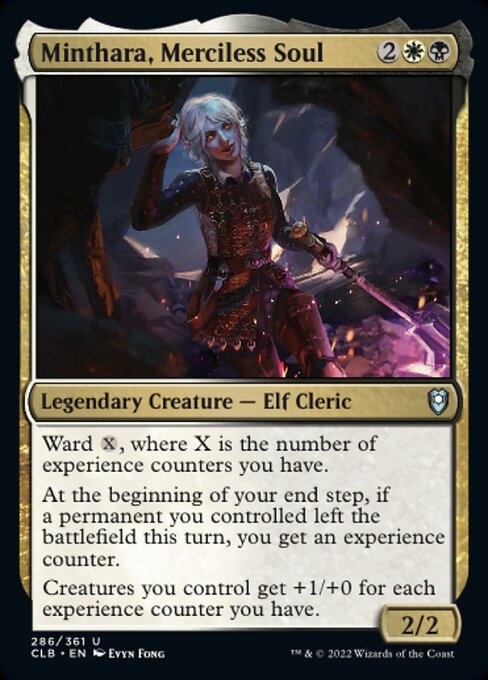 Minthara, Merciless Soul 2
Legendary Creature — Elf Cleric
Ward X, where X is the number of
experience counters you have.
At the beginning of your end step, if
a permanent you controlled left the
battlefield this turn, you get an experience
counter.
Creatures you control get +1/+0 for each
experience counter you have.
2/2
286/361 U
CLB • EN Evyn Fong
™ & © 2022 Wizards of the Coast